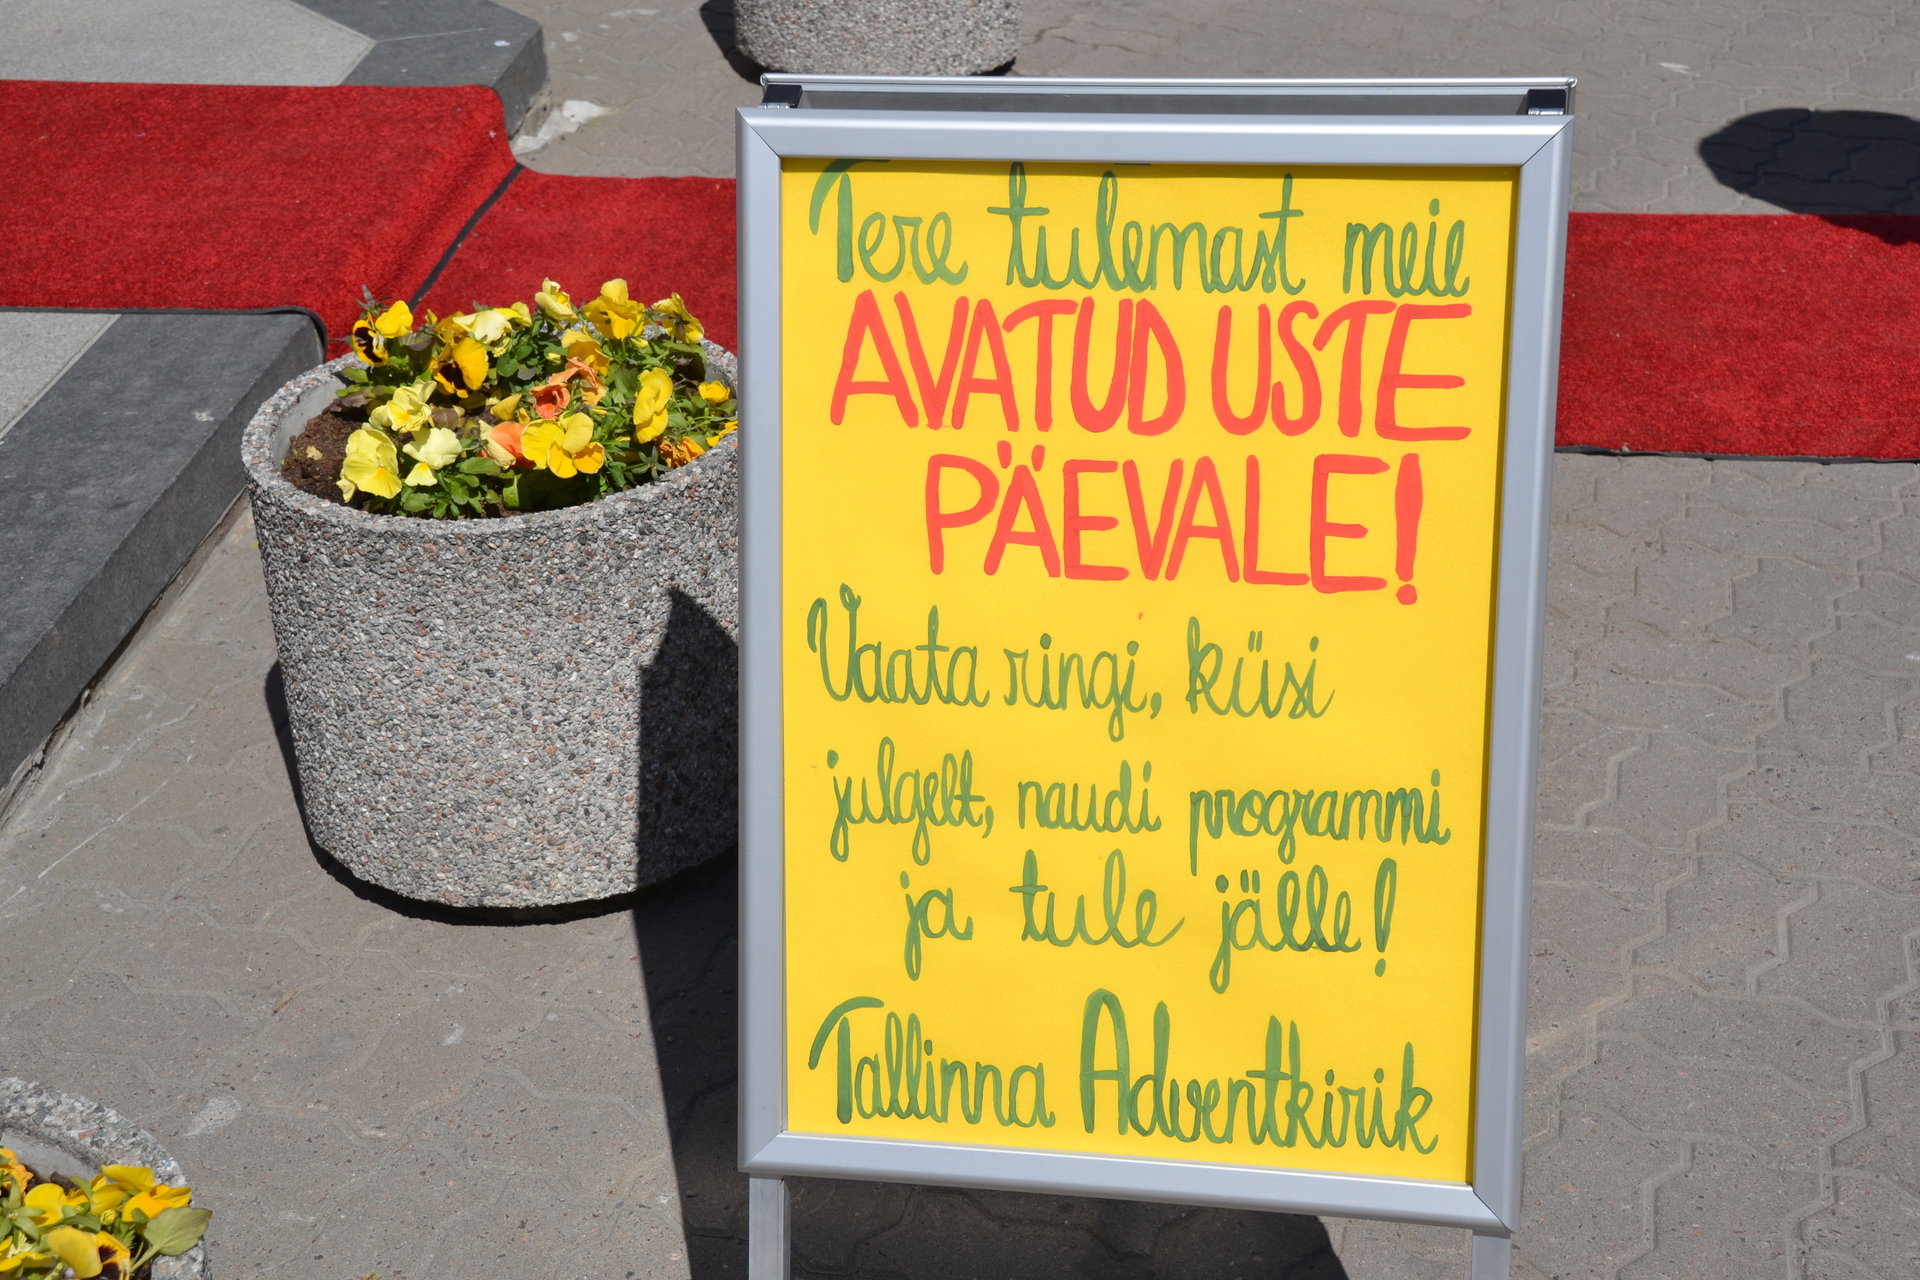 Tere tulemast meie
AVATUD USTE
PÄEVALE!
Vaata ringi, küsi
julgelt, naudi programmi
ja tule jälle!
Tallinna Adventkirik